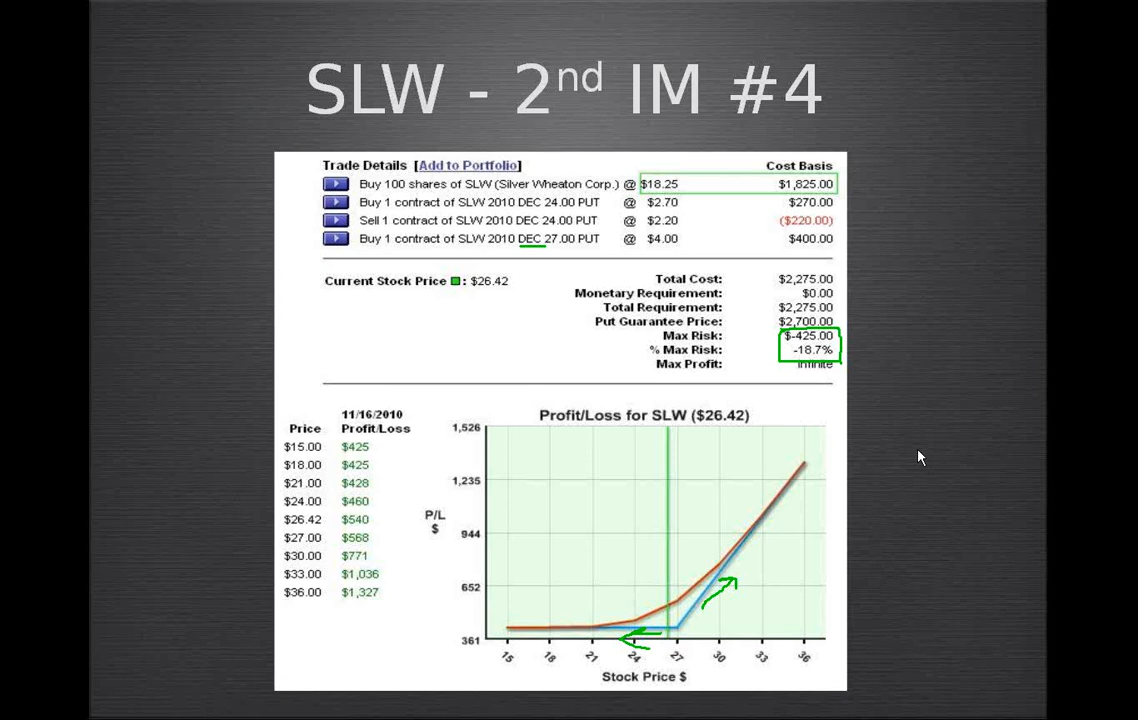 SLW - 2nd IM #4
Trade Details [Add to Portfolio] Cost Basis
Buy 100 shares of SLW (Silver Wheaton Corp.) @ $18.25 $1,825.00
Buy 1 contract of SLW 2010 DEC 24.00 PUT @ $2.70 $270.00
Sell 1 contract of SLW 2010 DEC 24.00 PUT @ $2.20 ($220.00)
Buy 1 contract of SLW 2010 DEC 27.00 PUT @ $4.00 $400.00
Current Stock Price : $26.42
Total Cost: $2,275.00
Monetary Requirement: $0.00
Total Requirement: $2,275.00
Put Guarantee Price: $2,700.00
Max Risk: $-425.00
% Max Risk: -18.7%
Max Profit: Infinite
11/16/2010
Price Profit/Loss
$15.00 $425
$18.00 $425
$21.00 $428
$24.00 $460
$26.42 $540
$27.00 $568
$30.00 $771
$33.00 $1,036
$36.00 $1,327
Profit/Loss for SLW ($26.42)
P/L
$
1,526
1,235
944
652
361
15 18 21 24 27 30 33 36
Stock Price $